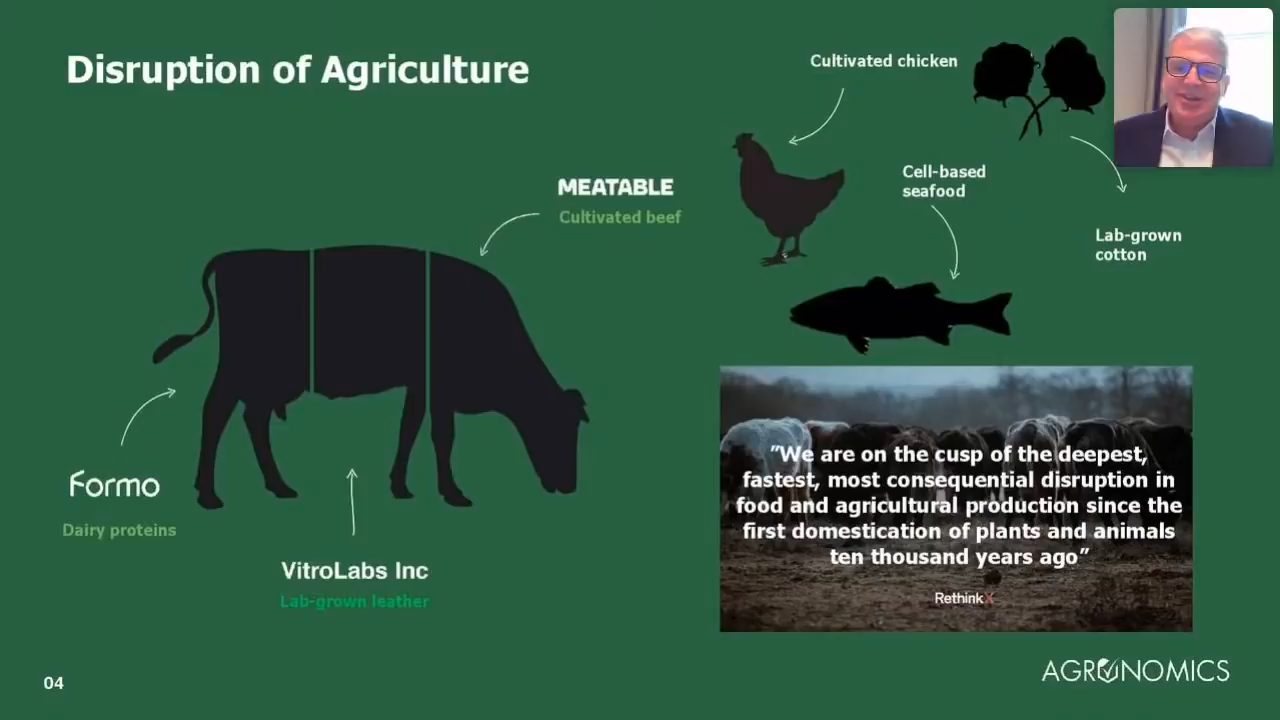 Disruption of Agriculture
Cultivated chicken
MEATABLE
Cultivated beef
Cell-based
seafood
Lab-grown
cotton
Formo
Dairy proteins
VitroLabs Inc
Lab-grown leather
”We are on the cusp of the deepest,
fastest, most consequential disruption in
food and agricultural production since the
first domestication of plants and animals
ten thousand years ago”
RethinkX
04
AGRONOMICS